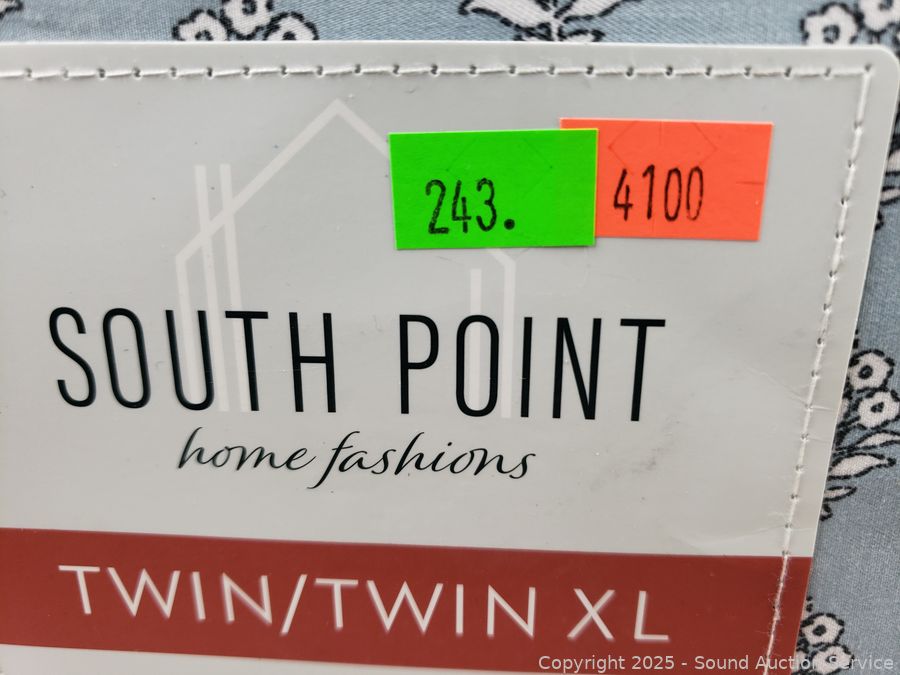 243. 4100
SOUTH POINT
home fashions
TWIN/TWIN XL
Copyright 2025 - Sound Auction Service